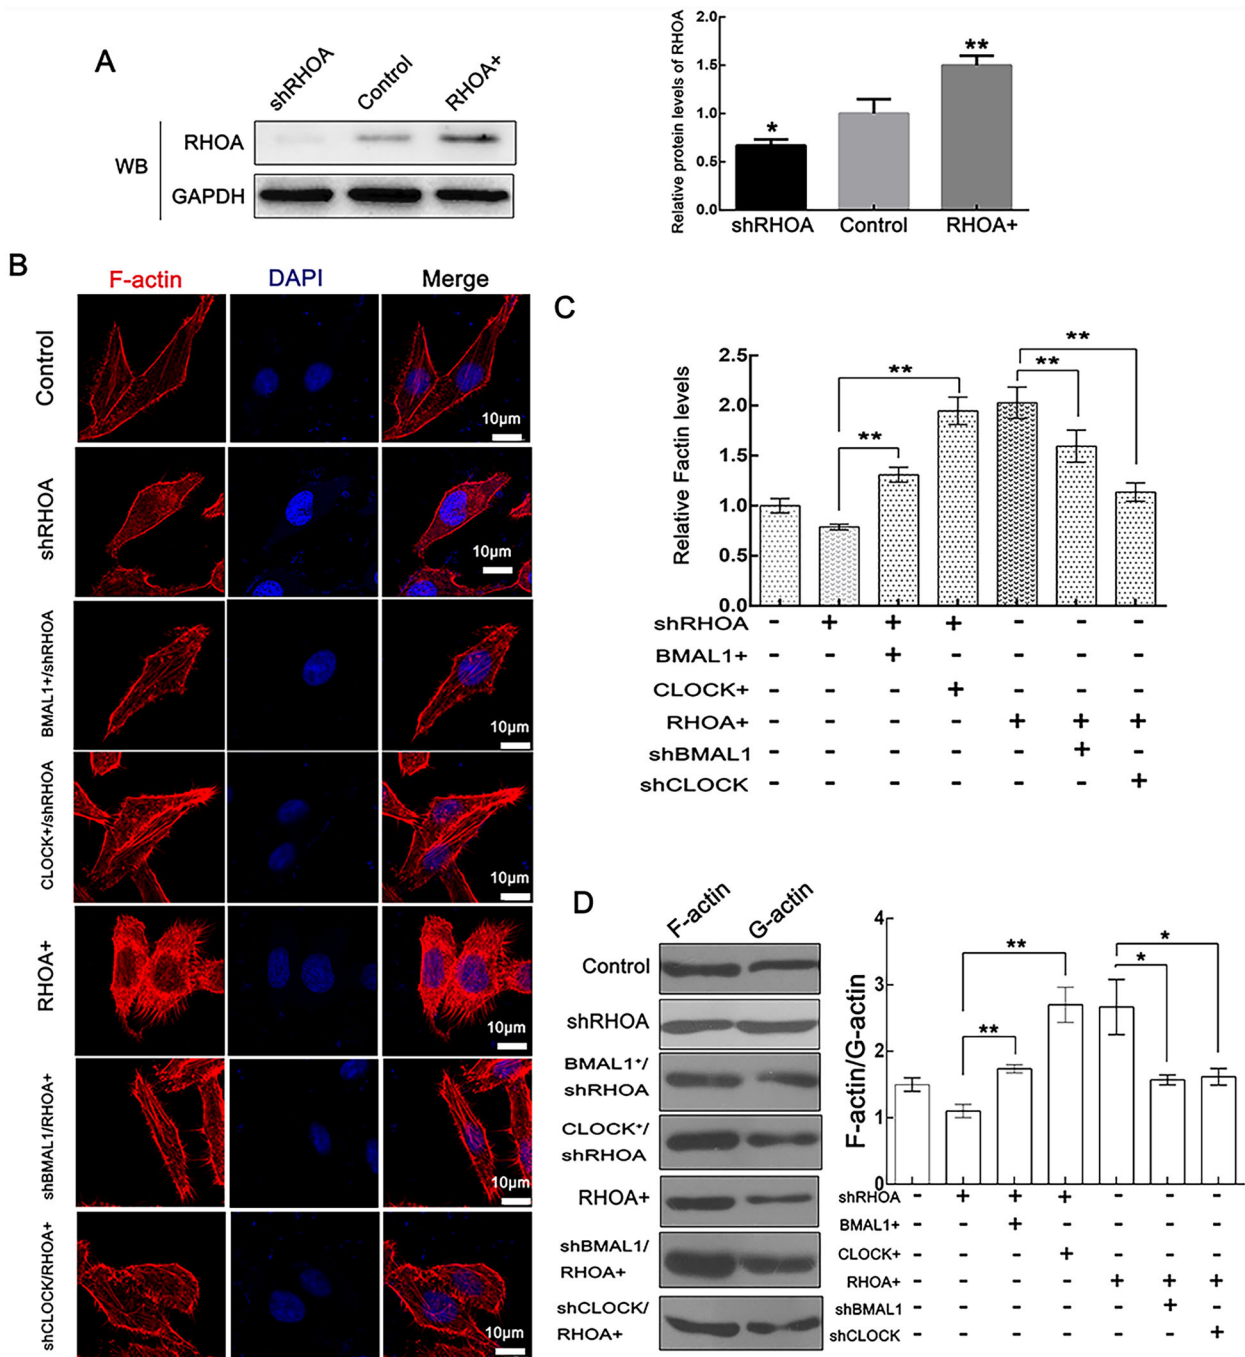 A
shRHOA Control RHOA+
WB
RHOA
GAPDH
Relative protein levels of RHOA
2.0
1.5
1.0
0.5
0.0
*
**
shRHOA Control RHOA+
B
F-actin DAPI Merge
Control
10μm
shRHOA
10μm
BMAL1+/shRHOA
10μm
CLOCK+/shRHOA
10μm
RHOA+
10μm
shBMAL1/RHOA+
10μm
shCLOCK/RHOA+
10μm
C
Relative Factin levels
2.5
2.0
1.5
1.0
0.5
0.0
**
**
**
**
shRHOA - + + + - - -
BMAL1+ - - + - - - -
CLOCK+ - - - + - - -
RHOA+ - - - - + + +
shBMAL1 - - - - - + -
shCLOCK - - - - - - +
D
F-actin G-actin
Control
shRHOA
BMAL1+/
shRHOA
CLOCK+/
shRHOA
RHOA+
shBMAL1/
RHOA+
shCLOCK/
RHOA+
F-actin/G-actin
4
3
2
1
0
**
**
*
*
shRHOA - + + + - - -
BMAL1+ - - + - - - -
CLOCK+ - - - + - - -
RHOA+ - - - - + + +
shBMAL1 - - - - - + -
shCLOCK - - - - - - +